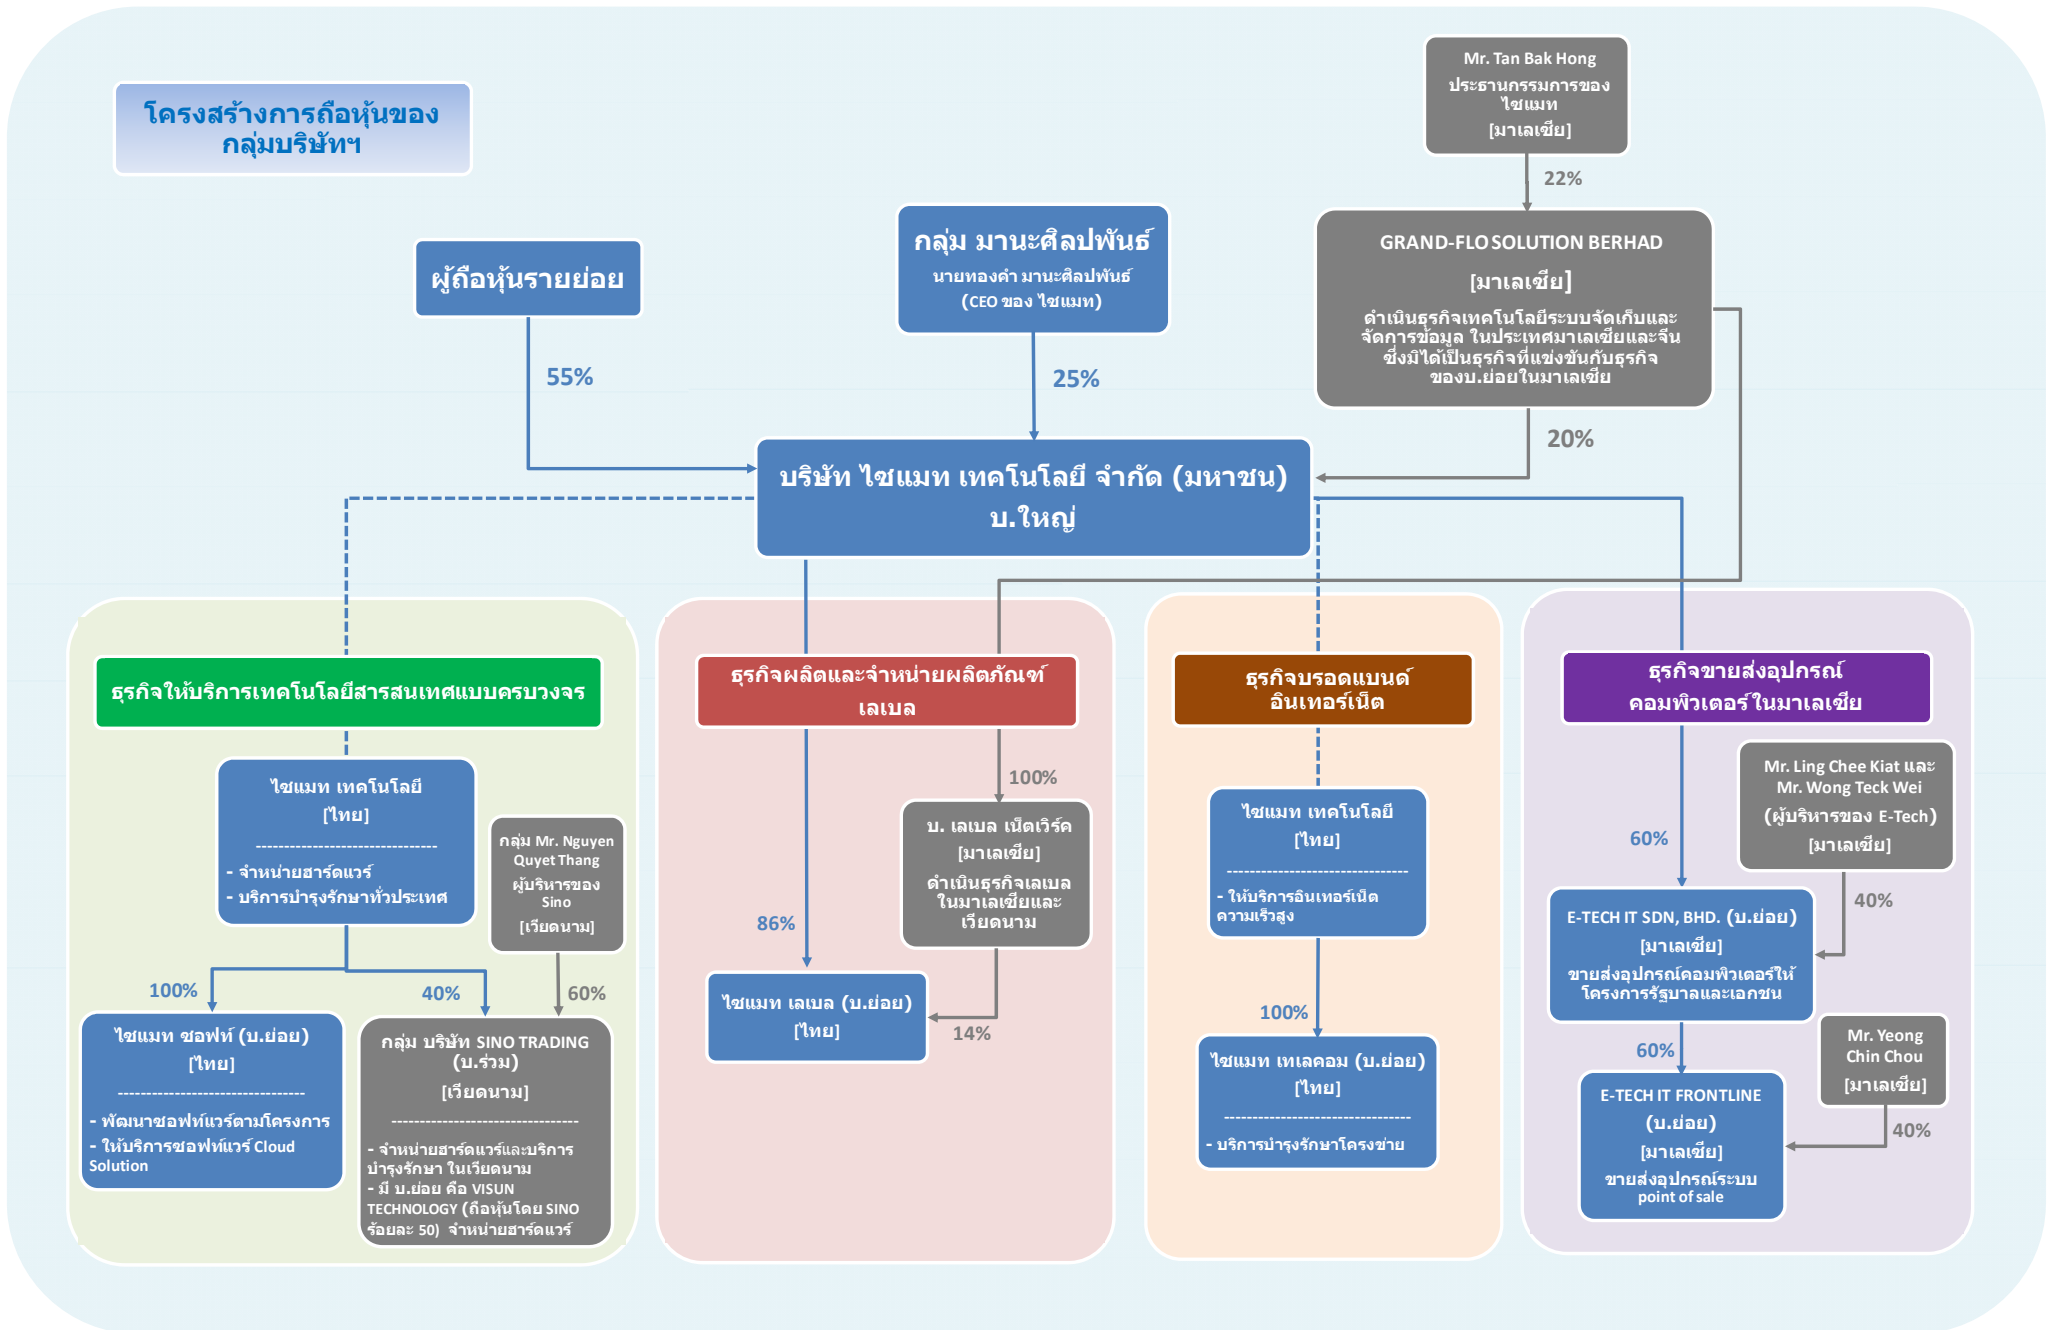 โครงสร้างการถือหุ้นของ
กลุ่มบริษัทฯ
Mr. Tan Bak Hong
ประธานกรรมการของ
ไซแมท
[มาเลเซีย]
22%
ผู้ถือหุ้นรายย่อย
55%
กลุ่ม มานะศิลปพันธ์
นายทองคำ มานะศิลปพันธ์
(CEO ของ ไซแมท)
25%
GRAND-FLO SOLUTION BERHAD
[มาเลเซีย]
ดำเนินธุรกิจเทคโนโลยีระบบจัดเก็บและ
จัดการข้อมูล ในประเทศมาเลเซียและจีน
ซึ่งมิได้เป็นธุรกิจที่แข่งขันกับธุรกิจ
ของบ.ย่อยในมาเลเซีย
20%
บริษัท ไซแมท เทคโนโลยี จำกัด (มหาชน)
บ.ใหญ่
ธุรกิจให้บริการเทคโนโลยีสารสนเทศแบบครบวงจร
ไซแมท เทคโนโลยี
[ไทย]
--------------------------------
- จำหน่ายฮาร์ดแวร์
- บริการบำรุงรักษาทั่วประเทศ
กลุ่ม Mr. Nguyen
Quyet Thang
ผู้บริหารของ
Sino
[เวียดนาม]
100%
40%
60%
ไซแมท ซอฟท์ (บ.ย่อย)
[ไทย]
---------------------------------
- พัฒนาซอฟท์แวร์ตามโครงการ
- ให้บริการซอฟท์แวร์ Cloud
Solution
กลุ่ม บริษัท SINO TRADING
(บ.ร่วม)
[เวียดนาม]
----------------------------
- จำหน่ายฮาร์ดแวร์และบริการ
บำรุงรักษา ในเวียดนาม
- มี บ.ย่อย คือ VISUN
TECHNOLOGY (ถือหุ้นโดย SINO
ร้อยละ 50) จำหน่ายฮาร์ดแวร์
ธุรกิจผลิตและจำหน่ายผลิตภัณฑ์
เลเบล
100%
บ. เลเบล เน็ตเวิร์ค
[มาเลเซีย]
ดำเนินธุรกิจเลเบล
ในมาเลเซียและ
เวียดนาม
86%
ไซแมท เลเบล (บ.ย่อย)
[ไทย]
14%
ธุรกิจบรอดแบนด์
อินเทอร์เน็ต
ไซแมท เทคโนโลยี
[ไทย]
--------------------------------
- ให้บริการอินเทอร์เน็ต
ความเร็วสูง
100%
ไซแมท เทเลคอม (บ.ย่อย)
[ไทย]
---------------------------------
- บริการบำรุงรักษาโครงข่าย
ธุรกิจขายส่งอุปกรณ์
คอมพิวเตอร์ในมาเลเซีย
Mr. Ling Chee Kiat และ
Mr. Wong Teck Wei
(ผู้บริหารของ E-Tech)
[มาเลเซีย]
60%
40%
E-TECH IT SDN, BHD. (บ.ย่อย)
[มาเลเซีย]
ขายส่งอุปกรณ์คอมพิวเตอร์ให้
โครงการรัฐบาลและเอกชน
60%
Mr. Yeong
Chin Chou
[มาเลเซีย]
40%
E-TECH IT FRONTLINE
(บ.ย่อย)
[มาเลเซีย]
ขายส่งอุปกรณ์ระบบ
point of sale